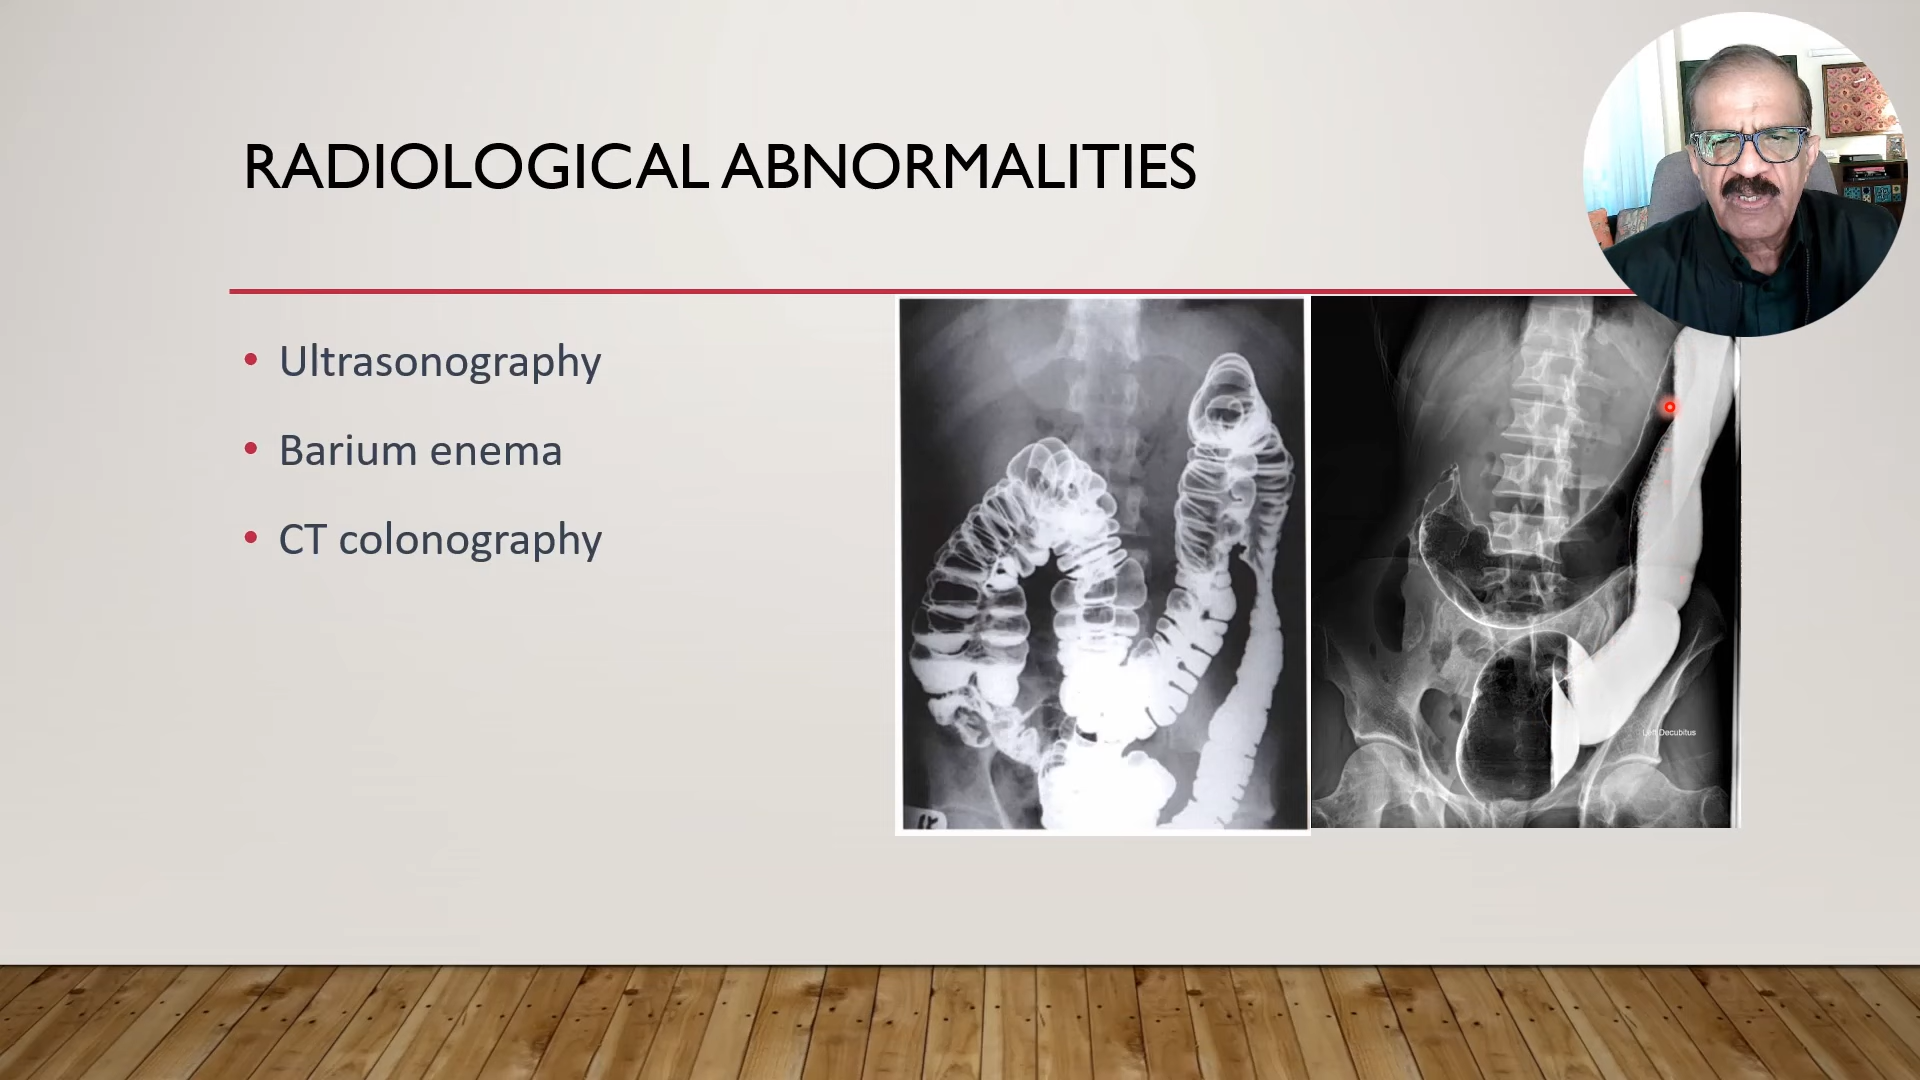 RADIOLOGICAL ABNORMALITIES
• Ultrasonography
• Barium enema
• CT colonography
Left Decubitus